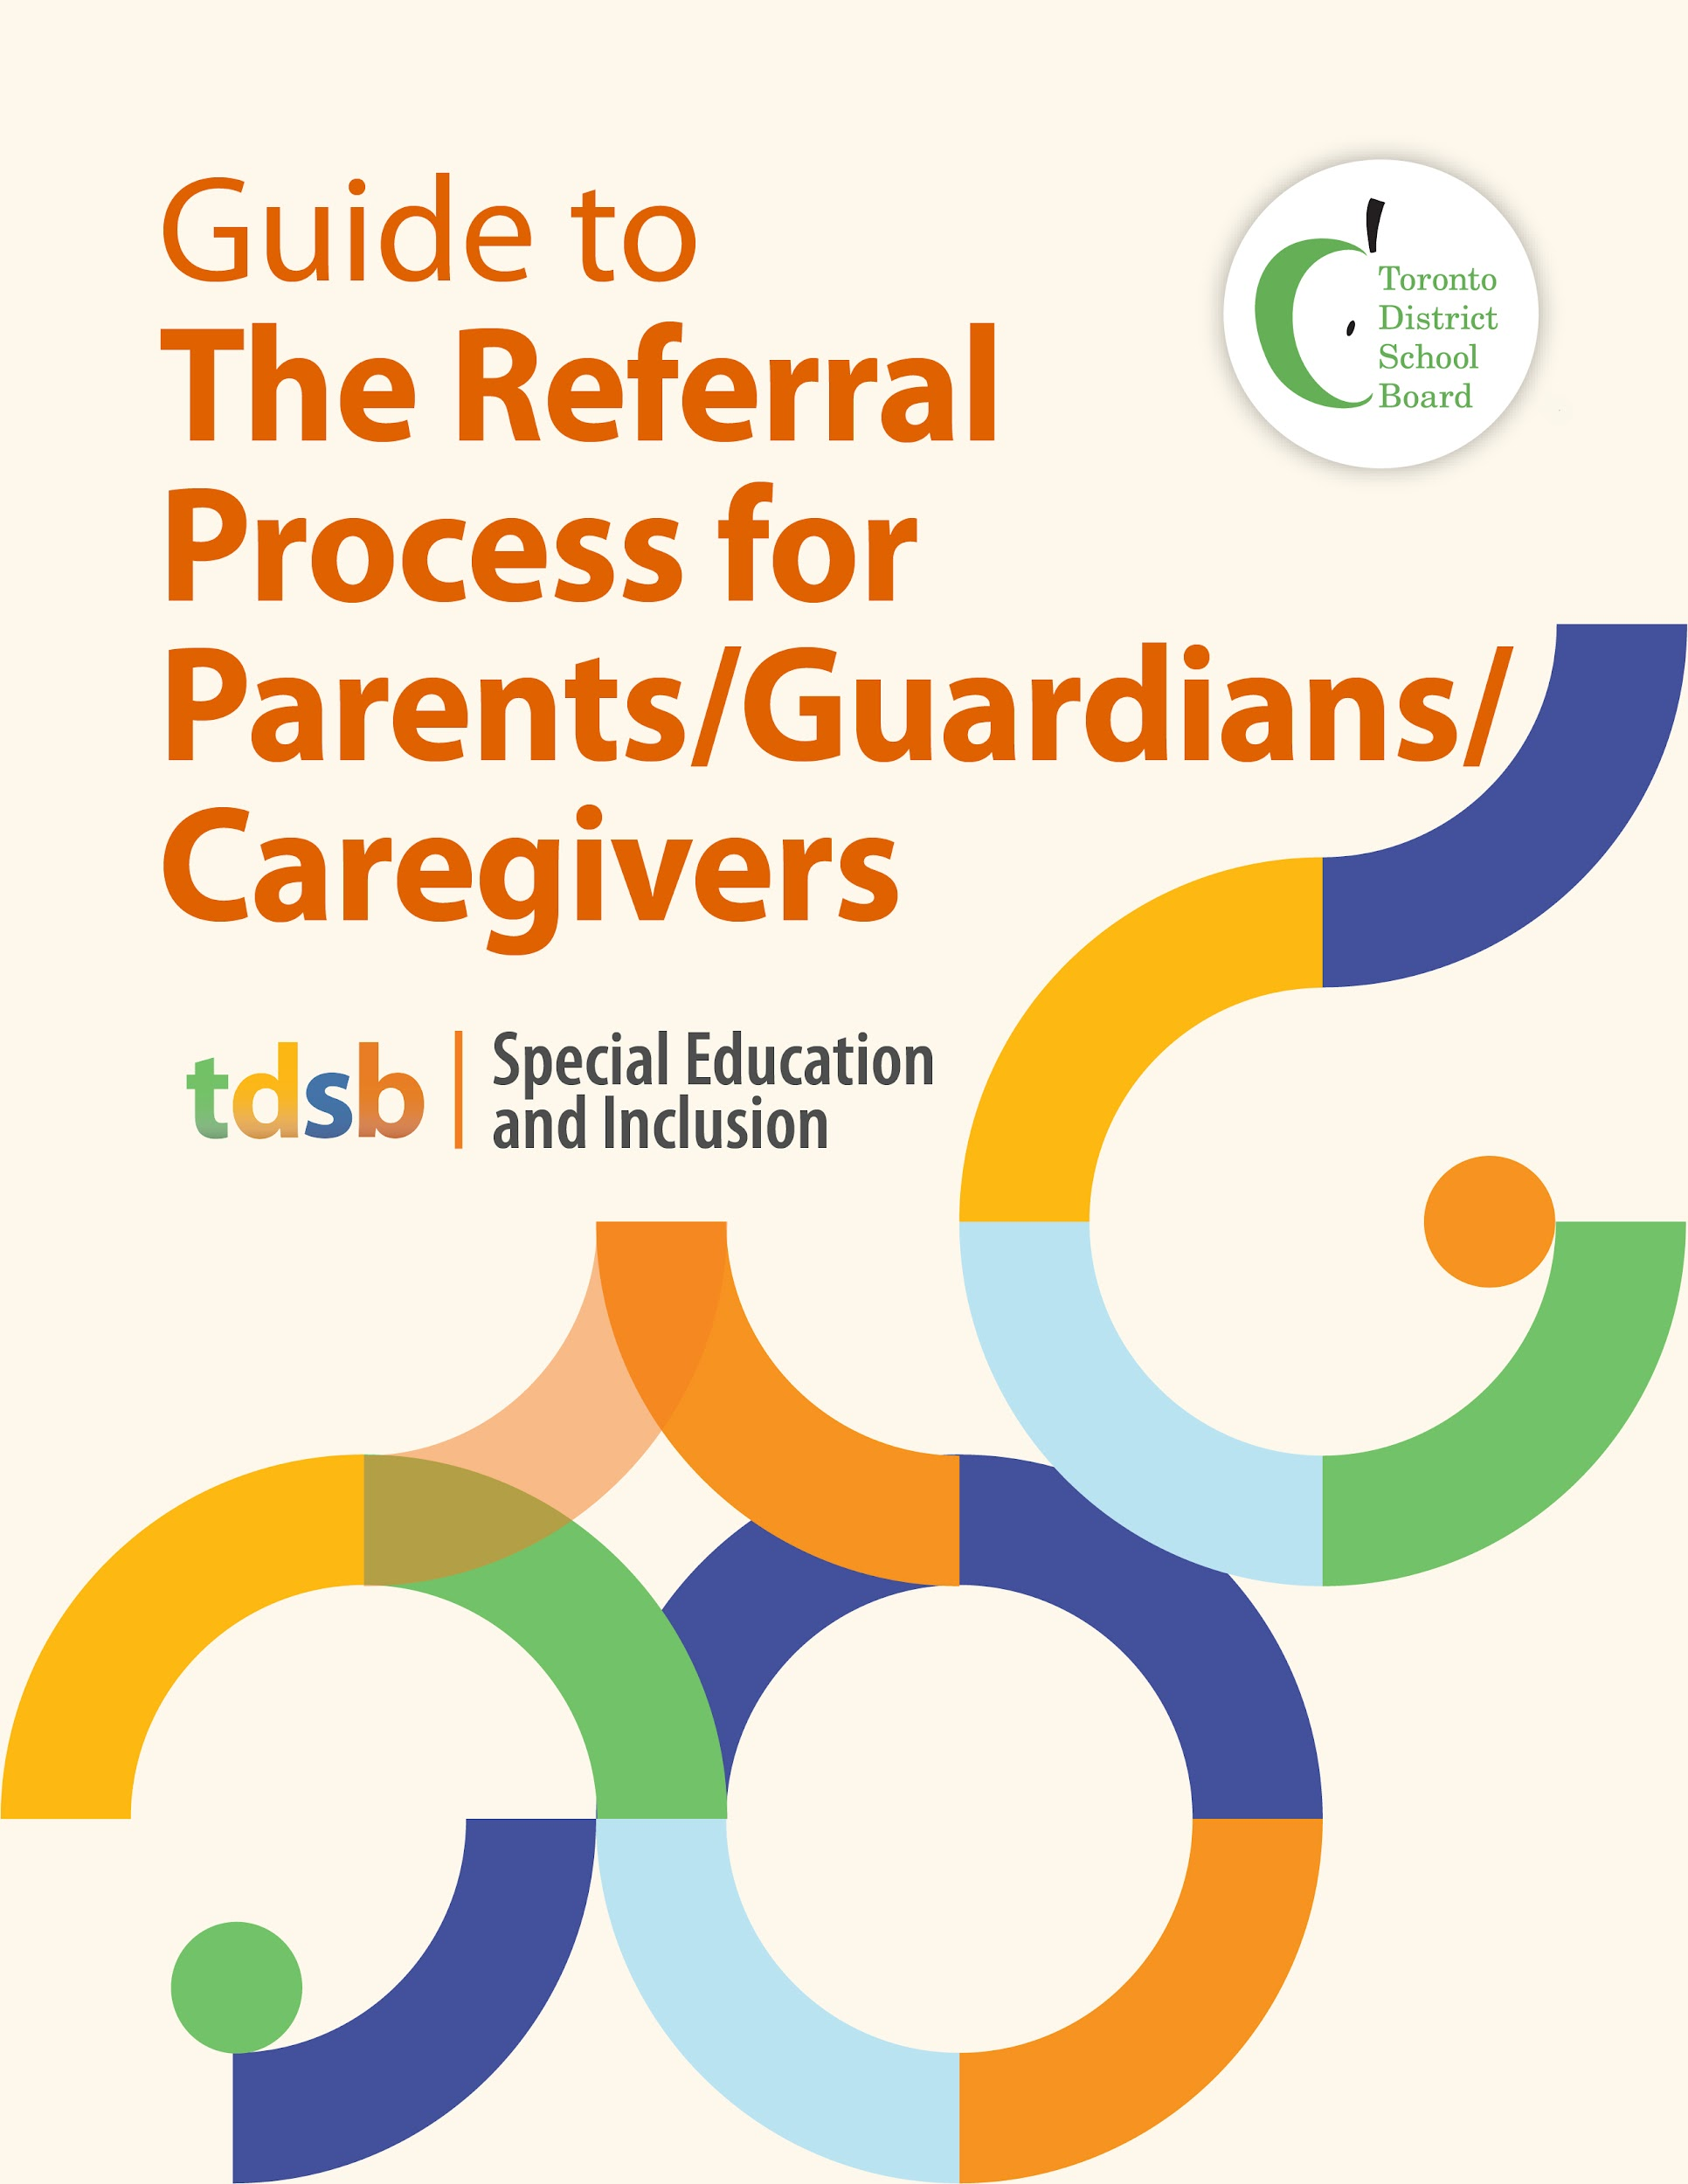 Guide to
The Referral
Process for
Parents/Guardians/
Caregivers
Toronto
District
School
Board
tdsb
Special Education
and Inclusion